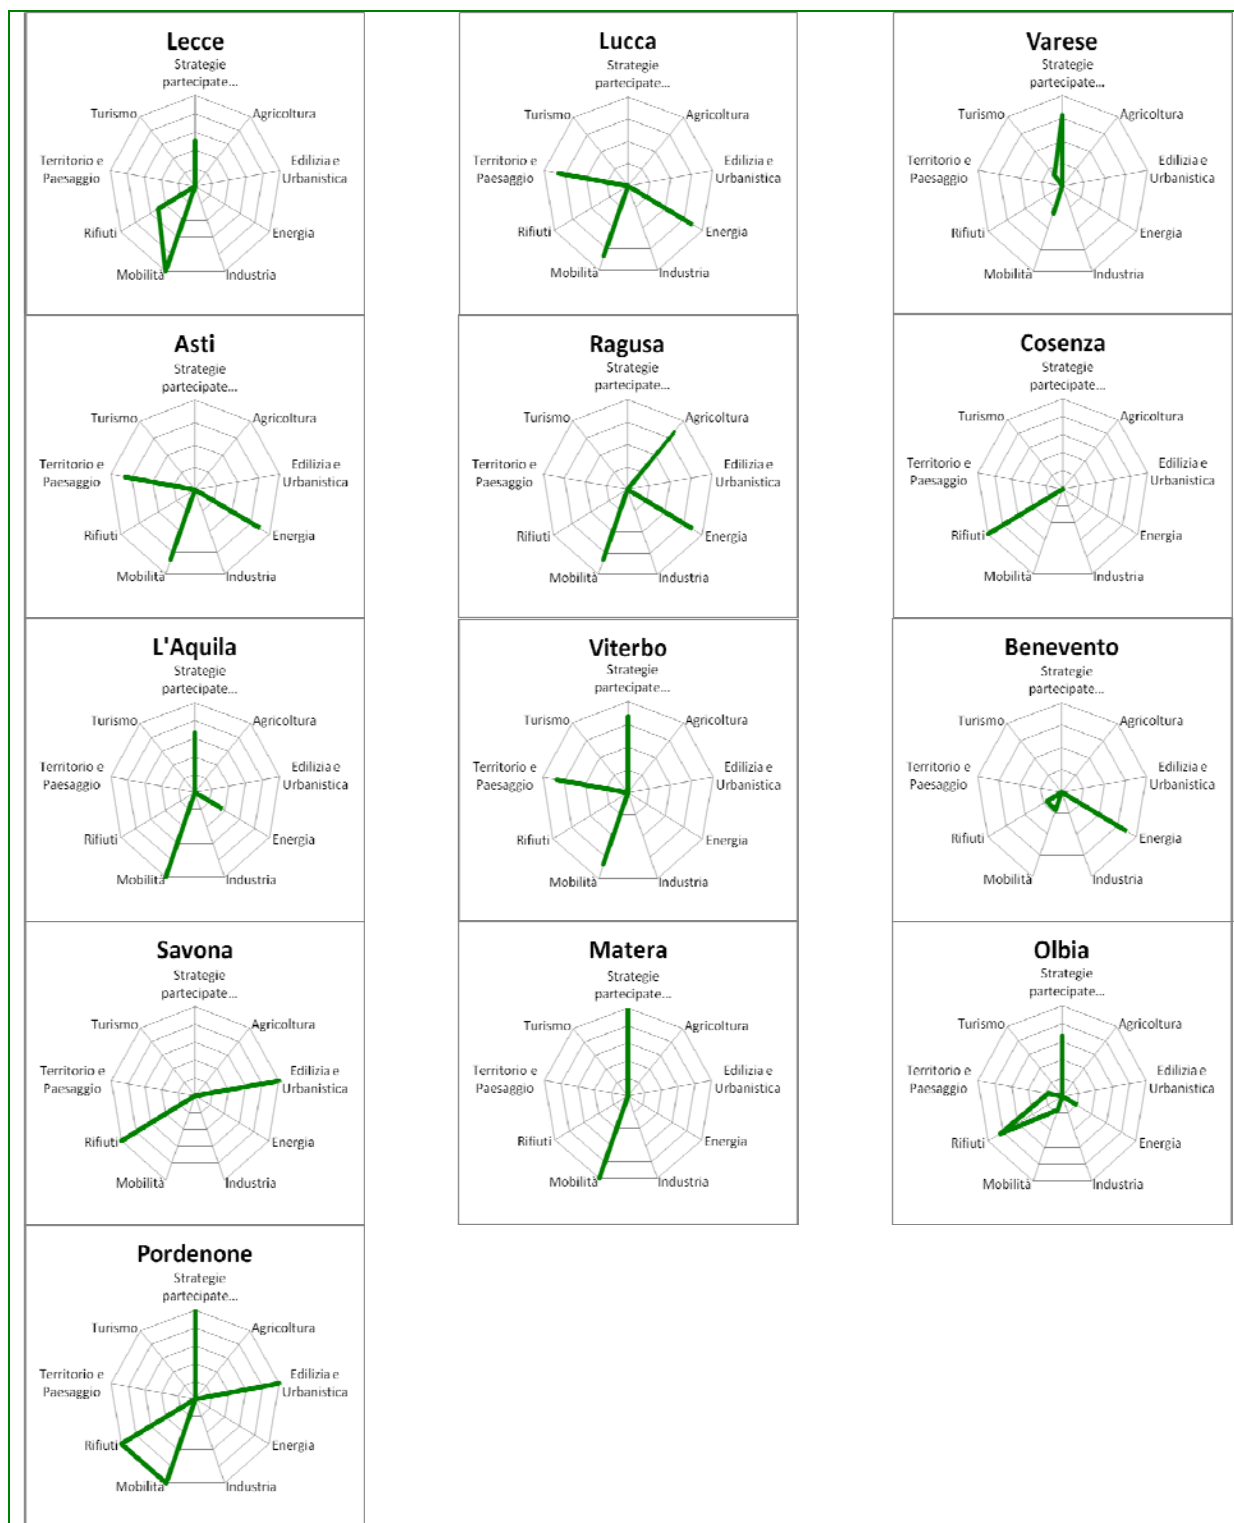 Lecce
Strategie
partecipate...
Turismo
Agricoltura
Territorio e
Paesaggio
Edilizia e
Urbanistica
Rifiuti
Energia
Mobilità
Industria
Lucca
Strategie
partecipate...
Turismo
Agricoltura
Territorio e
Paesaggio
Edilizia e
Urbanistica
Rifiuti
Energia
Mobilità
Industria
Varese
Strategie
partecipate...
Turismo
Agricoltura
Territorio e
Paesaggio
Edilizia e
Urbanistica
Rifiuti
Energia
Mobilità
Industria
Asti
Strategie
partecipate...
Turismo
Agricoltura
Territorio e
Paesaggio
Edilizia e
Urbanistica
Rifiuti
Energia
Mobilità
Industria
Ragusa
Strategie
partecipate...
Turismo
Agricoltura
Territorio e
Paesaggio
Edilizia e
Urbanistica
Rifiuti
Energia
Mobilità
Industria
Cosenza
Strategie
partecipate...
Turismo
Agricoltura
Territorio e
Paesaggio
Edilizia e
Urbanistica
Rifiuti
Energia
Mobilità
Industria
L'Aquila
Strategie
partecipate...
Turismo
Agricoltura
Territorio e
Paesaggio
Edilizia e
Urbanistica
Rifiuti
Energia
Mobilità
Industria
Viterbo
Strategie
partecipate...
Turismo
Agricoltura
Territorio e
Paesaggio
Edilizia e
Urbanistica
Rifiuti
Energia
Mobilità
Industria
Benevento
Strategie
partecipate...
Turismo
Agricoltura
Territorio e
Paesaggio
Edilizia e
Urbanistica
Rifiuti
Energia
Mobilità
Industria
Savona
Strategie
partecipate...
Turismo
Agricoltura
Territorio e
Paesaggio
Edilizia e
Urbanistica
Rifiuti
Energia
Mobilità
Industria
Matera
Strategie
partecipate...
Turismo
Agricoltura
Territorio e
Paesaggio
Edilizia e
Urbanistica
Rifiuti
Energia
Mobilità
Industria
Olbia
Strategie
partecipate...
Turismo
Agricoltura
Territorio e
Paesaggio
Edilizia e
Urbanistica
Rifiuti
Energia
Mobilità
Industria
Pordenone
Strategie
partecipate...
Turismo
Agricoltura
Territorio e
Paesaggio
Edilizia e
Urbanistica
Rifiuti
Energia
Mobilità
Industria